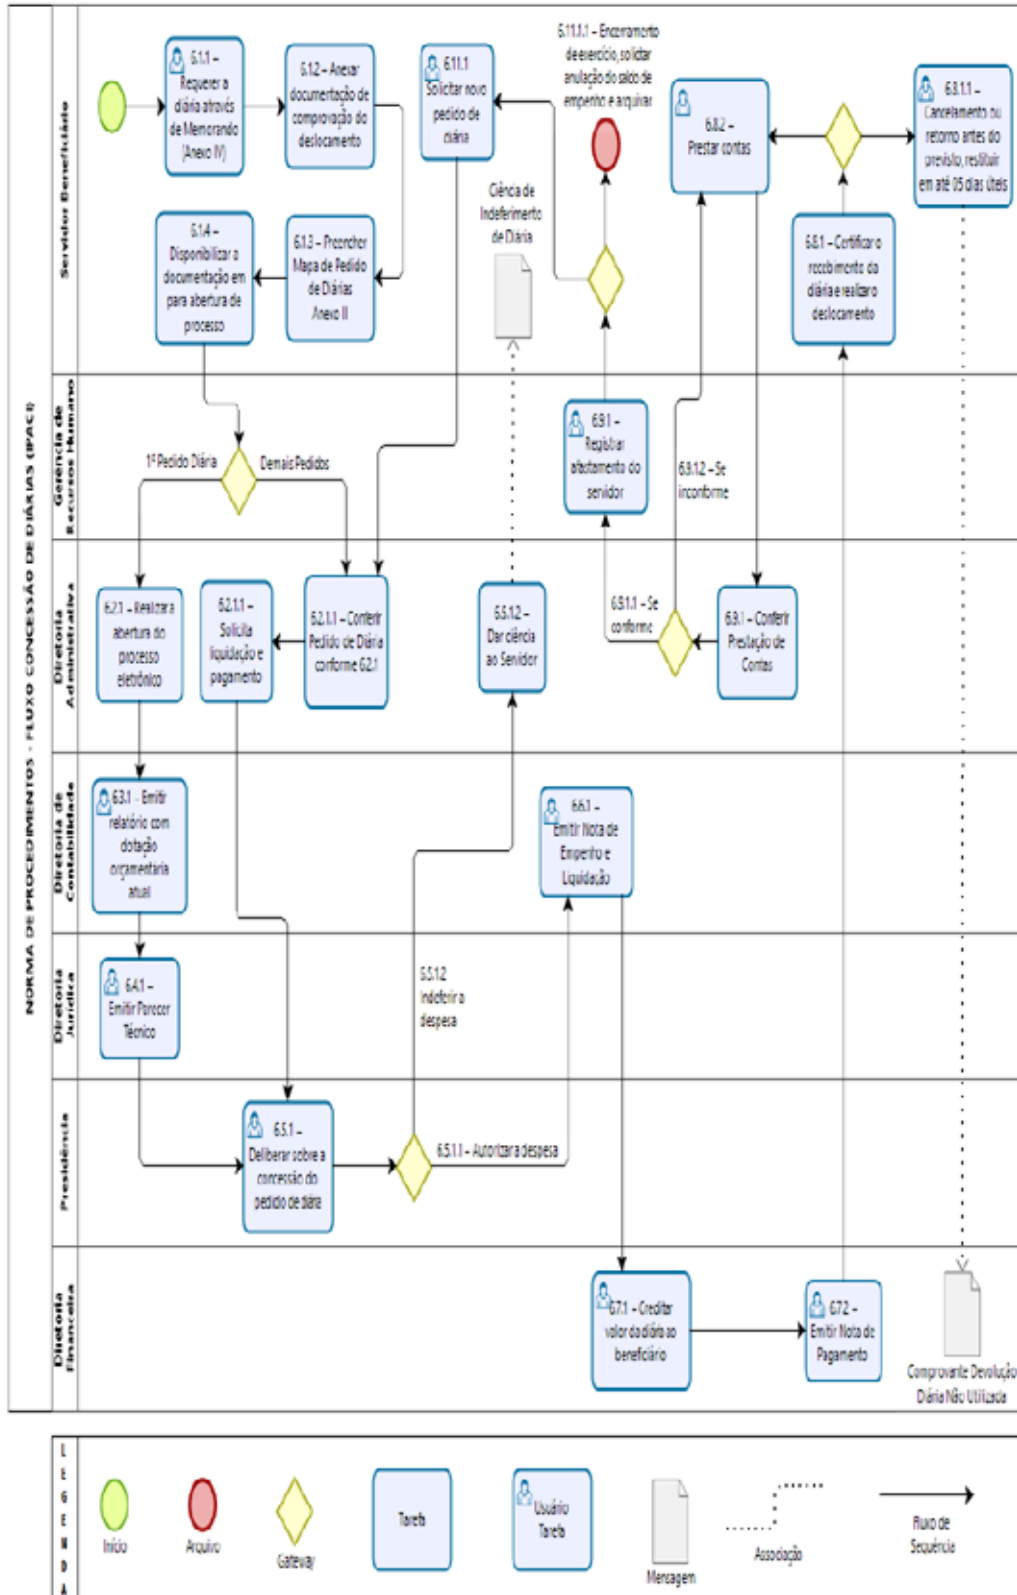 NORMA DE PROCEDIMENTOS - FLUXO CONCESSÃO DE DIÁRIAS (IPACI)
Servidor Beneficiário
6.1.1 –
Requerer a
diária através
de Memorando
(Anexo IV)
6.1.2 – Anexar
documentação de
comprovação do
deslocamento
6.1.4 –
Disponibilizar a
documentação em
para abertura de
processo
6.1.3 – Preencher
Mapa de Pedido
de Diárias
Anexo II
6.11.1
Solicitar novo
pedido de
diária
Ciência de
Indeferimento
de Diária
6.11.1.1 – Encerramento
de exercício, solicitar
anulação do saldo de
empenho e arquivar
6.8.2 –
Prestar contas
6.8.1.1 –
Cancelamento ou
retorno antes do
previsto, restituir
em até 05 dias úteis
6.8.1 – Certificar o
recebimento da
diária e realizar o
deslocamento
Gerência de
Recursos Humano
1º Pedido Diária
Demais Pedidos
6.9.1 –
Registrar
afastamento do
servidor
6.9.1.2 – Se
inconforme
Diretoria
Administrativa
6.2.1 – Realizar a
abertura do
processo
eletrônico
6.2.1.1 –
Solicita
liquidação e
pagamento
6.2.1.1 – Conferir
Pedido de Diária
conforme 6.2.1
6.5.1.2 –
Dar ciência
ao Servidor
6.9.1.1 – Se
conforme
6.9.1 – Conferir
Prestação de
Contas
Diretoria de
Contabilidade
6.3.1 – Emitir
relatório com
dotação
orçamentaria
atual
6.6.1 –
Emitir Nota de
Empenho e
Liquidação
Diretoria
Jurídica
6.4.1 –
Emitir Parecer
Técnico
6.5.1.2
Indeferir a
despesa
Presidência
6.5.1 –
Deliberar sobre a
concessão do
pedido de diária
6.5.1.1 – Autorizar a despesa
Diretoria
Financeira
6.7.1 – Creditar
valor da diária ao
beneficiário
6.7.2 –
Emitir Nota de
Pagamento
Comprovante Devolução
Diária Não Utilizada
LEGENDA
Início
Arquivo
Gateway
Tarefa
Usuário
Tarefa
Mensagem
Associação
Fluxo de
Sequência